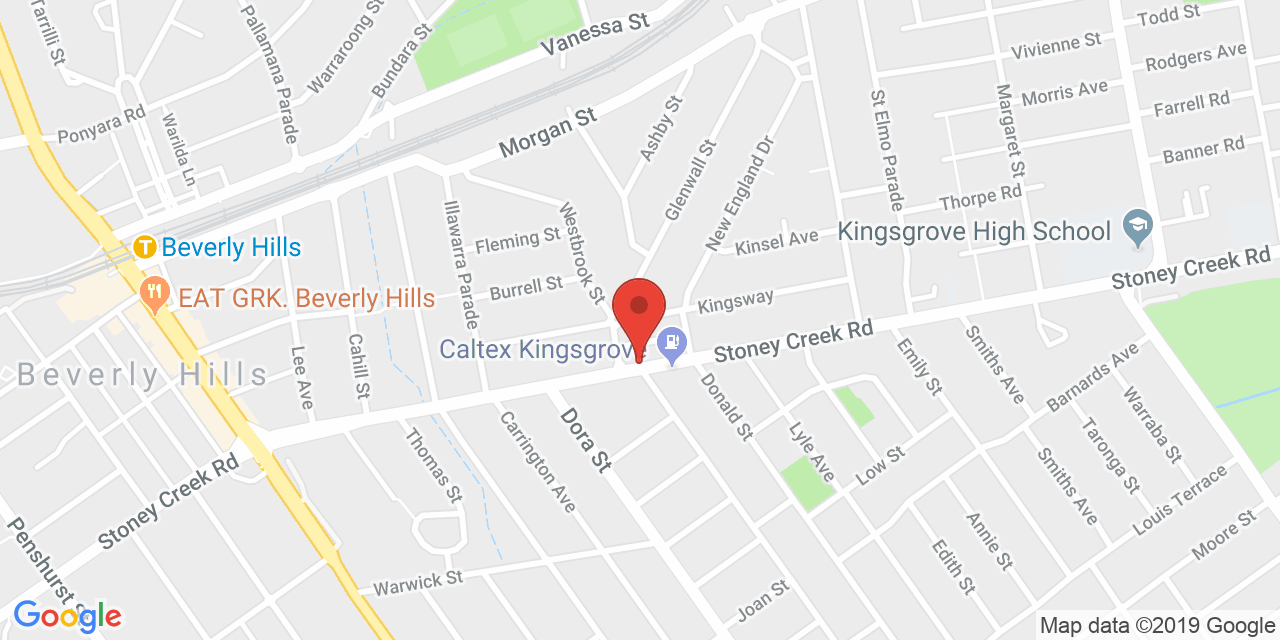 Tarrilli St
Pallamana Parade
Warraroong St
Bundara St
Vanessa St
Todd St
Vivienne St
Rodgers Ave
Morris Ave
Farrell Rd
Ponyara Rd
Warilda Ln
Morgan St
Ashby St
St Elmo Parade
Margaret St
Banner Rd
Glenwall St
New England Dr
Thorpe Rd
Illawarra Parade
Westbrook St
Fleming St
Kinsel Ave
Kingsgrove High School
T
Beverly Hills
EAT GRK. Beverly Hills
Burrell St
Kingsway
Stoney Creek Rd
Caltex Kingsgrove
Stoney Creek Rd
Beverly Hills
Lee Ave
Cahill St
Emily St
Smiths Ave
Barnards Ave
Donald St
Lyle Ave
Low St
Warraba St
Taronga St
Smiths Ave
Carrington Ave
Dora St
Thomas St
Stoney Creek Rd
Louis Terrace
Moore St
Annie St
Edith St
Penshurst St
Warwick St
Joan St
Google
Map data ©2019 Google